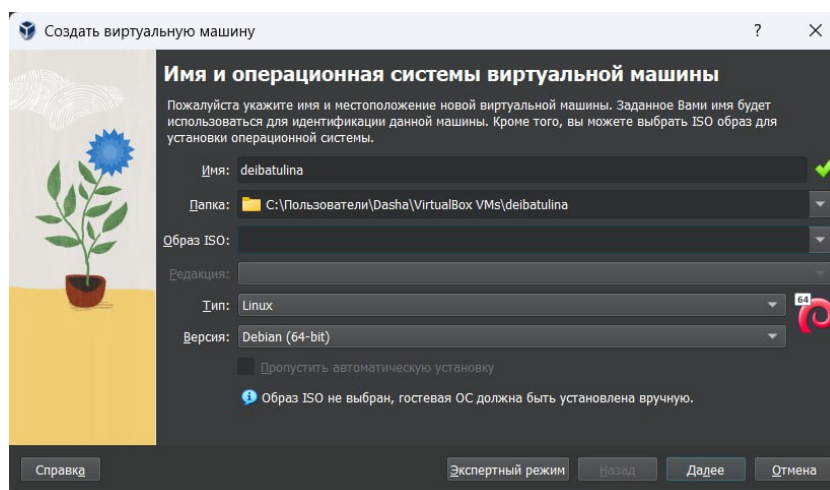 Создать виртуальную машину
?
Имя и операционная системы виртуальной машины
Пожалуйста укажите имя и местоположение новой виртуальной машины. Заданное Вами имя будет
использоваться для идентификации данной машины. Кроме того, вы можете выбрать ISO образ для
установки операционной системы.
Имя: deibatulina
Папка: C:\Пользователи\Dasha\VirtualBox VMs\deibatulina
Образ ISO:
Редакция:
Тип: Linux
64
Версия: Debian (64-bit)
Пропустить автоматическую установку
Образ ISO не выбран, гостевая ОС должна быть установлена вручную.
Справка Экспертный режим Назад Далее Отмена